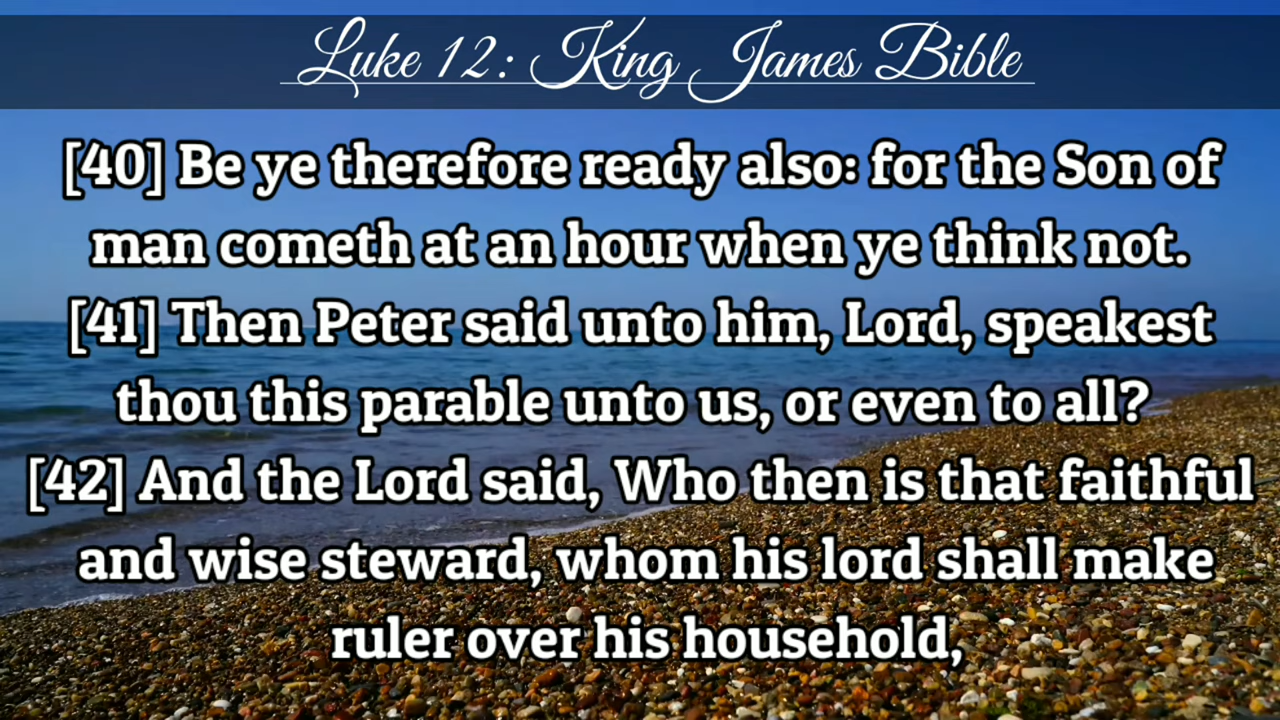 Luke 12: King James Bible
[40] Be ye therefore ready also: for the Son of
man cometh at an hour when ye think not.
[41] Then Peter said unto him, Lord, speakest
thou this parable unto us, or even to all?
[42] And the Lord said, Who then is that faithful
and wise steward, whom his lord shall make
ruler over his household,